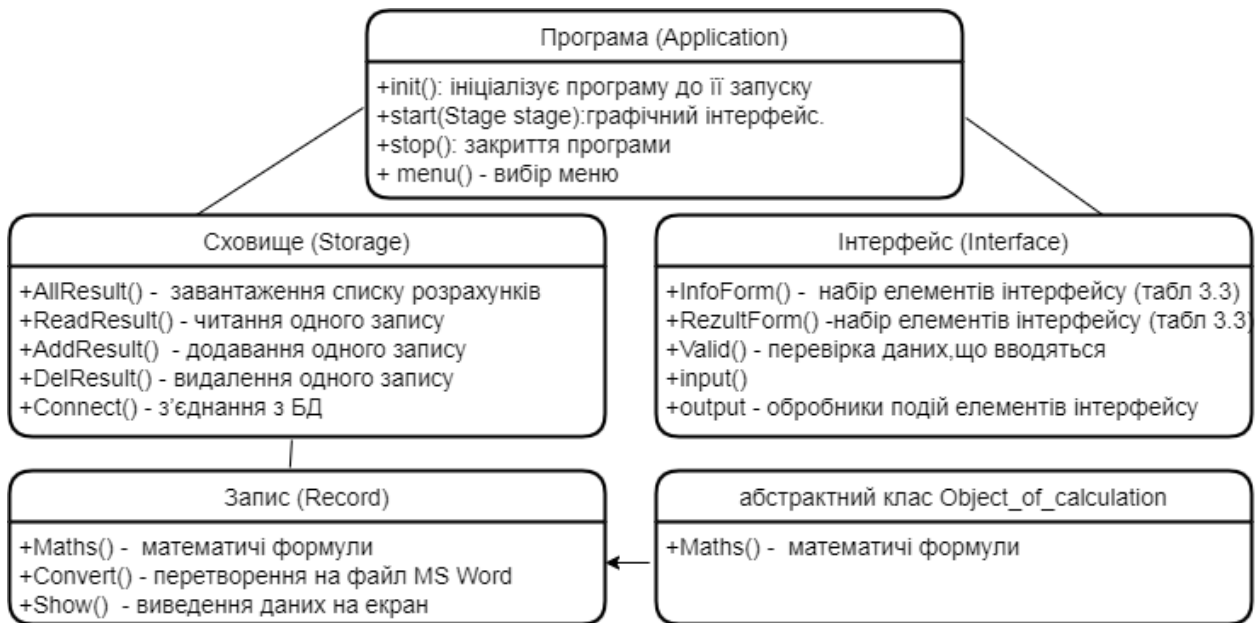 Програма (Application)
+init(): ініціалізує програму до її запуску
+start(Stage stage):графічний інтерфейс.
+stop(): закриття програми
+ menu() - вибір меню
Сховище (Storage)
+AllResult() - завантаження списку розрахунків
+ReadResult() - читання одного запису
+AddResult() - додавання одного запису
+DelResult() - видалення одного запису
+Connect() - з’єднання з БД
Інтерфейс (Interface)
+InfoForm() - набір елементів інтерфейсу (табл 3.3)
+RezultForm() -набір елементів інтерфейсу (табл 3.3)
+Valid() - перевірка даних,що вводяться
+input()
+output - обробники подій елементів інтерфейсу
Запис (Record)
+Maths() - математичі формули
+Convert() - перетворення на файл MS Word
+Show() - виведення даних на екран
абстрактний клас Object_of_calculation
+Maths() - математичі формули